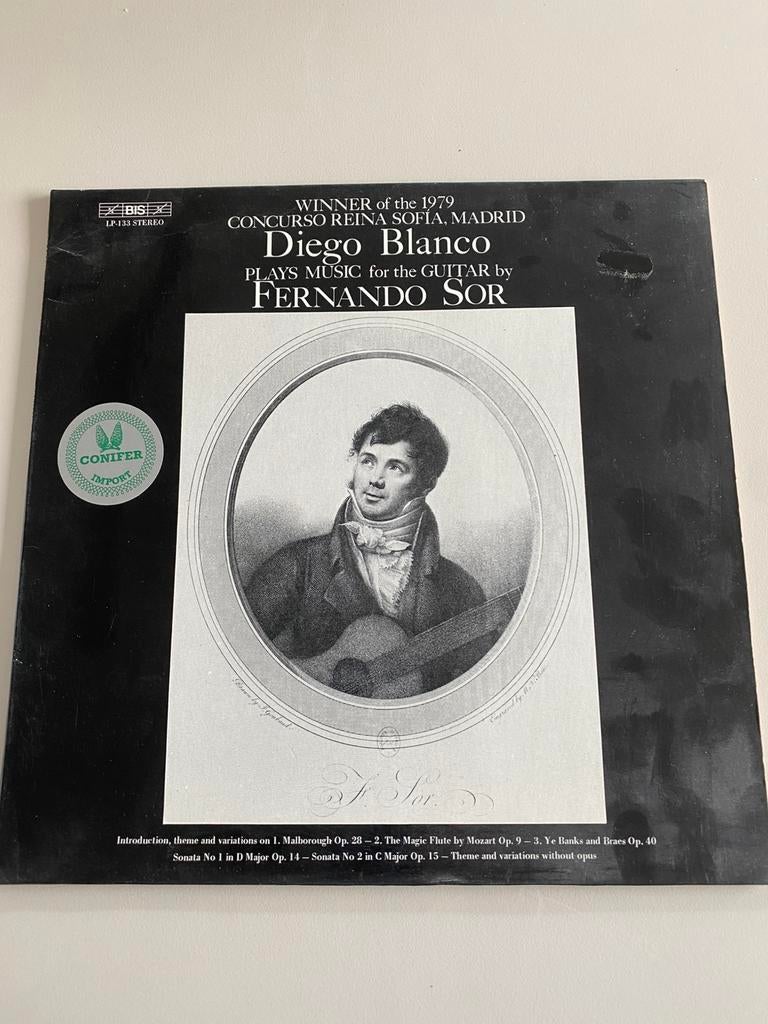 BIS
LP-133 STEREO
WINNER of the 1979
CONCURSO REINA SOFÍA, MADRID
Diego Blanco
PLAYS MUSIC for the GUITAR by
FERNANDO SOR
CONIFER
IMPORT
F. Sor.
Introduction, theme and variations on 1. Malborough Op. 28 – 2. The Magic Flute by Mozart Op. 9 – 3. Ye Banks and Braes Op. 40
Sonata No 1 in D Major Op. 14 – Sonata No 2 in C Major Op. 15 – Theme and variations without opus